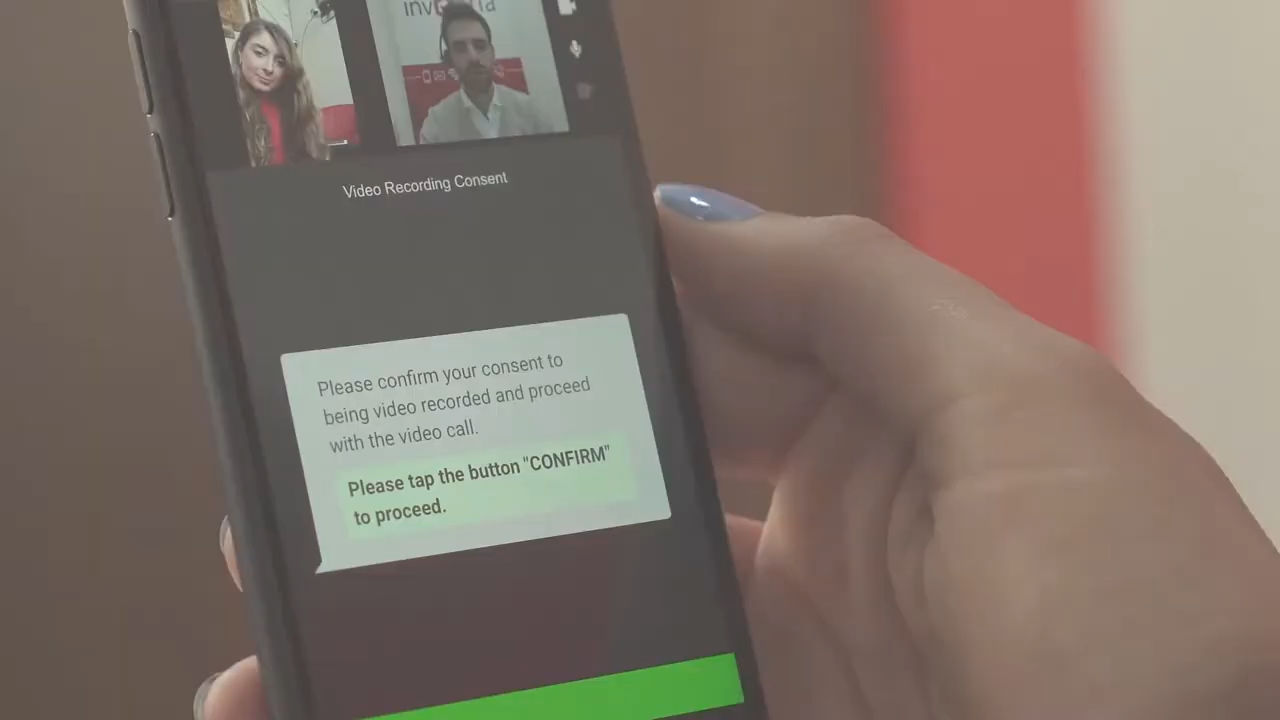 Video Recording Consent
Please confirm your consent to
being video recorded and proceed
with the video call.
Please tap the button "CONFIRM"
to proceed.